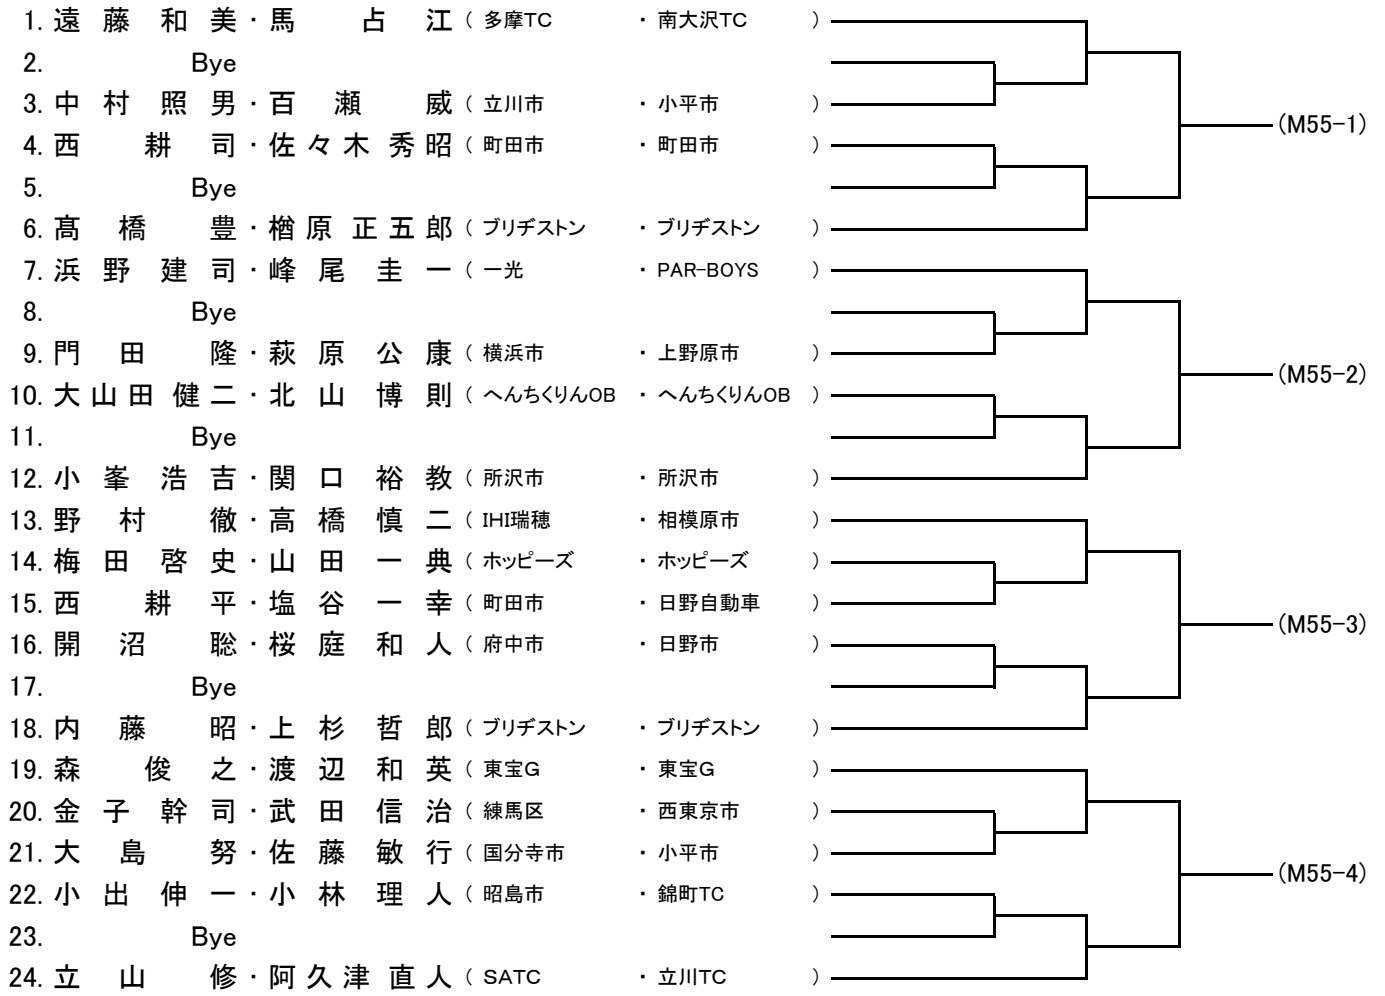 1. 遠藤和美・馬占江 ( 多摩TC ・ 南大沢TC )
2. Bye
3. 中村照男・百瀬威 ( 立川市 ・ 小平市 )
(M55-1)
4. 西耕司・佐々木秀昭 ( 町田市 ・ 町田市 )
5. Bye
6. 髙橋豊・楢原正五郎 ( ブリヂストン ・ ブリヂストン )
7. 浜野建司・峰尾圭一 ( 一光 ・ PAR-BOYS )
8. Bye
9. 門田隆・萩原公康 ( 横浜市 ・ 上野原市 )
(M55-2)
10. 大山田健二・北山博則 ( へんちくりんOB ・ へんちくりんOB )
11. Bye
12. 小峯浩吉・関口裕教 ( 所沢市 ・ 所沢市 )
13. 野村徹・高橋慎二 ( IHI瑞穂 ・ 相模原市 )
14. 梅田啓史・山田一典 ( ホッピーズ ・ ホッピーズ )
15. 西耕平・塩谷一幸 ( 町田市 ・ 日野自動車 )
(M55-3)
16. 開沼聡・桜庭和人 ( 府中市 ・ 日野市 )
17. Bye
18. 内藤昭・上杉哲郎 ( ブリヂストン ・ ブリヂストン )
19. 森俊之・渡辺和英 ( 東宝G ・ 東宝G )
20. 金子幹司・武田信治 ( 練馬区 ・ 西東京市 )
21. 大島努・佐藤敏行 ( 国分寺市 ・ 小平市 )
(M55-4)
22. 小出伸一・小林理人 ( 昭島市 ・ 錦町TC )
23. Bye
24. 立山修・阿久津直人 ( SATC ・ 立川TC )